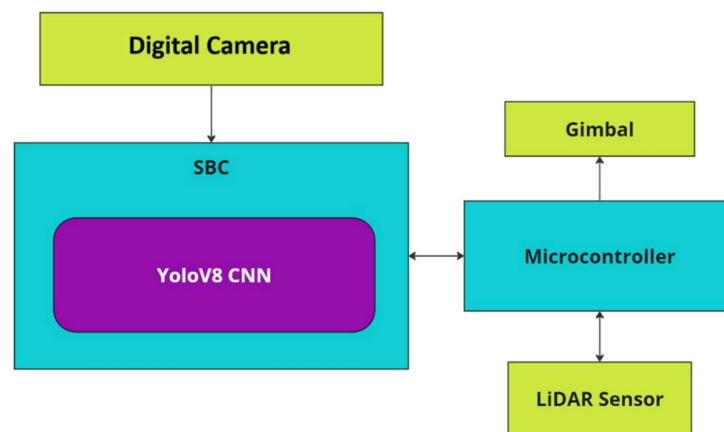 Digital Camera
SBC
YoloV8 CNN
Gimbal
Microcontroller
LiDAR Sensor